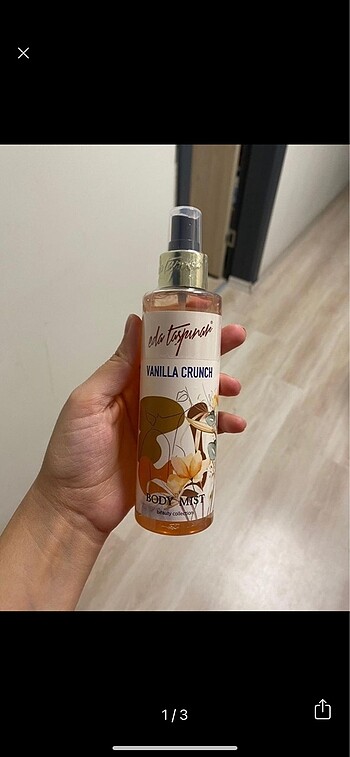 eda taşpınar®
VANILLA CRUNCH
BODY MIST
beauty collection
1/3